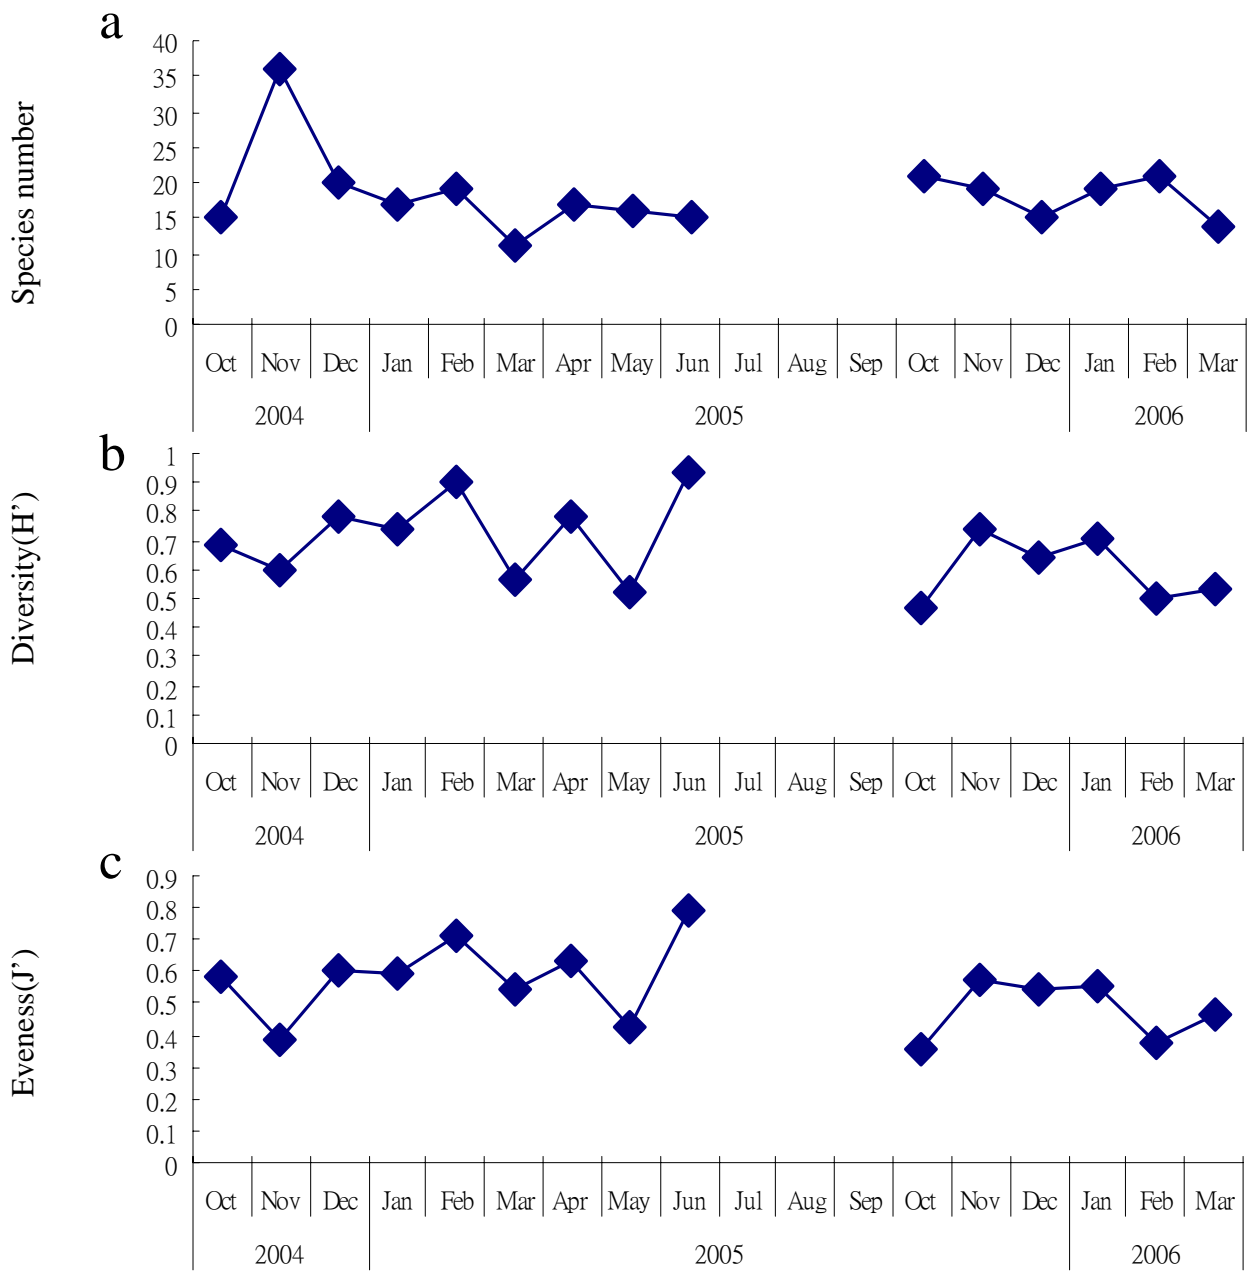 a
Species number
40
35
30
25
20
15
10
5
0
Oct Nov Dec Jan Feb Mar Apr May Jun Jul Aug Sep Oct Nov Dec Jan Feb Mar
2004 2005 2006
b
Diversity(H’)
1
0.9
0.8
0.7
0.6
0.5
0.4
0.3
0.2
0.1
0
Oct Nov Dec Jan Feb Mar Apr May Jun Jul Aug Sep Oct Nov Dec Jan Feb Mar
2004 2005 2006
c
Eveness(J’)
0.9
0.8
0.7
0.6
0.5
0.4
0.3
0.2
0.1
0
Oct Nov Dec Jan Feb Mar Apr May Jun Jul Aug Sep Oct Nov Dec Jan Feb Mar
2004 2005 2006